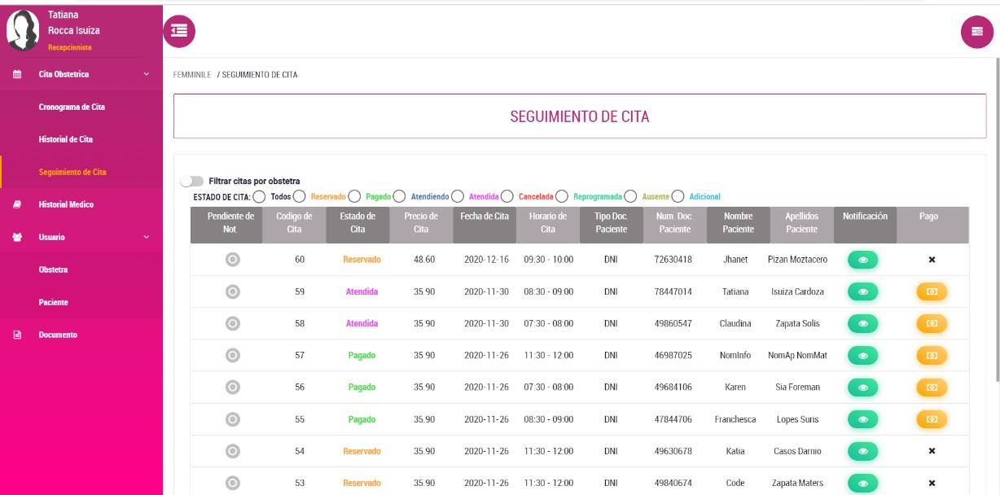 Tatiana
Rocca Isuiza
Recepcionista
Cita Obstetrica
Cronograma de Cita
Historial de Cita
Seguimiento de Cita
Historial Medico
Usuario
Obstetra
Paciente
Documento
FEMMINILE / SEGUIMIENTO DE CITA
SEGUIMIENTO DE CITA
Filtrar citas por obstetra
ESTADO DE CITA: Todos Reservado Pagado Atendiendo Atendida Cancelada Reprogramada Ausente Adicional
Pendiente de Not. Codigo de Cita Estado de Cita Precio de Cita Fecha de Cita Horario de Cita Tipo Doc. Paciente Num. Doc. Paciente Nombre Paciente Apellidos Paciente Notificación Pago
60 Reservado 48.60 2020-12-16 09:30 - 10:00 DNI 72630418 Jhanet Pizan Moztacero
59 Atendida 35.90 2020-11-30 08:30 - 09:00 DNI 78447014 Tatiana Isuiza Cardoza
58 Atendida 35.90 2020-11-30 07:30 - 08:00 DNI 49860547 Claudina Zapata Solis
57 Pagado 35.90 2020-11-26 11:30 - 12:00 DNI 46987025 NomInfo NomAp NomMat
56 Pagado 35.90 2020-11-26 07:30 - 08:00 DNI 49684106 Karen Sia Foreman
55 Pagado 35.90 2020-11-26 08:30 - 09:00 DNI 47844706 Franchesca Lopes Suris
54 Reservado 35.90 2020-11-26 11:30 - 12:00 DNI 49630678 Katia Casos Darnio
53 Reservado 35.90 2020-11-26 11:30 - 12:00 DNI 49840674 Code Zapata Maters